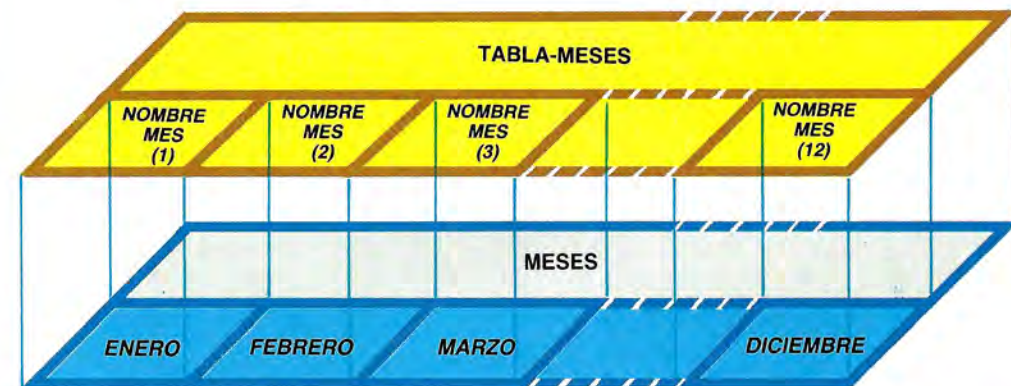 TABLA-MESES
NOMBRE
MES
(1)
NOMBRE
MES
(2)
NOMBRE
MES
(3)
NOMBRE
MES
(12)
MESES
ENERO
FEBRERO
MARZO
DICIEMBRE